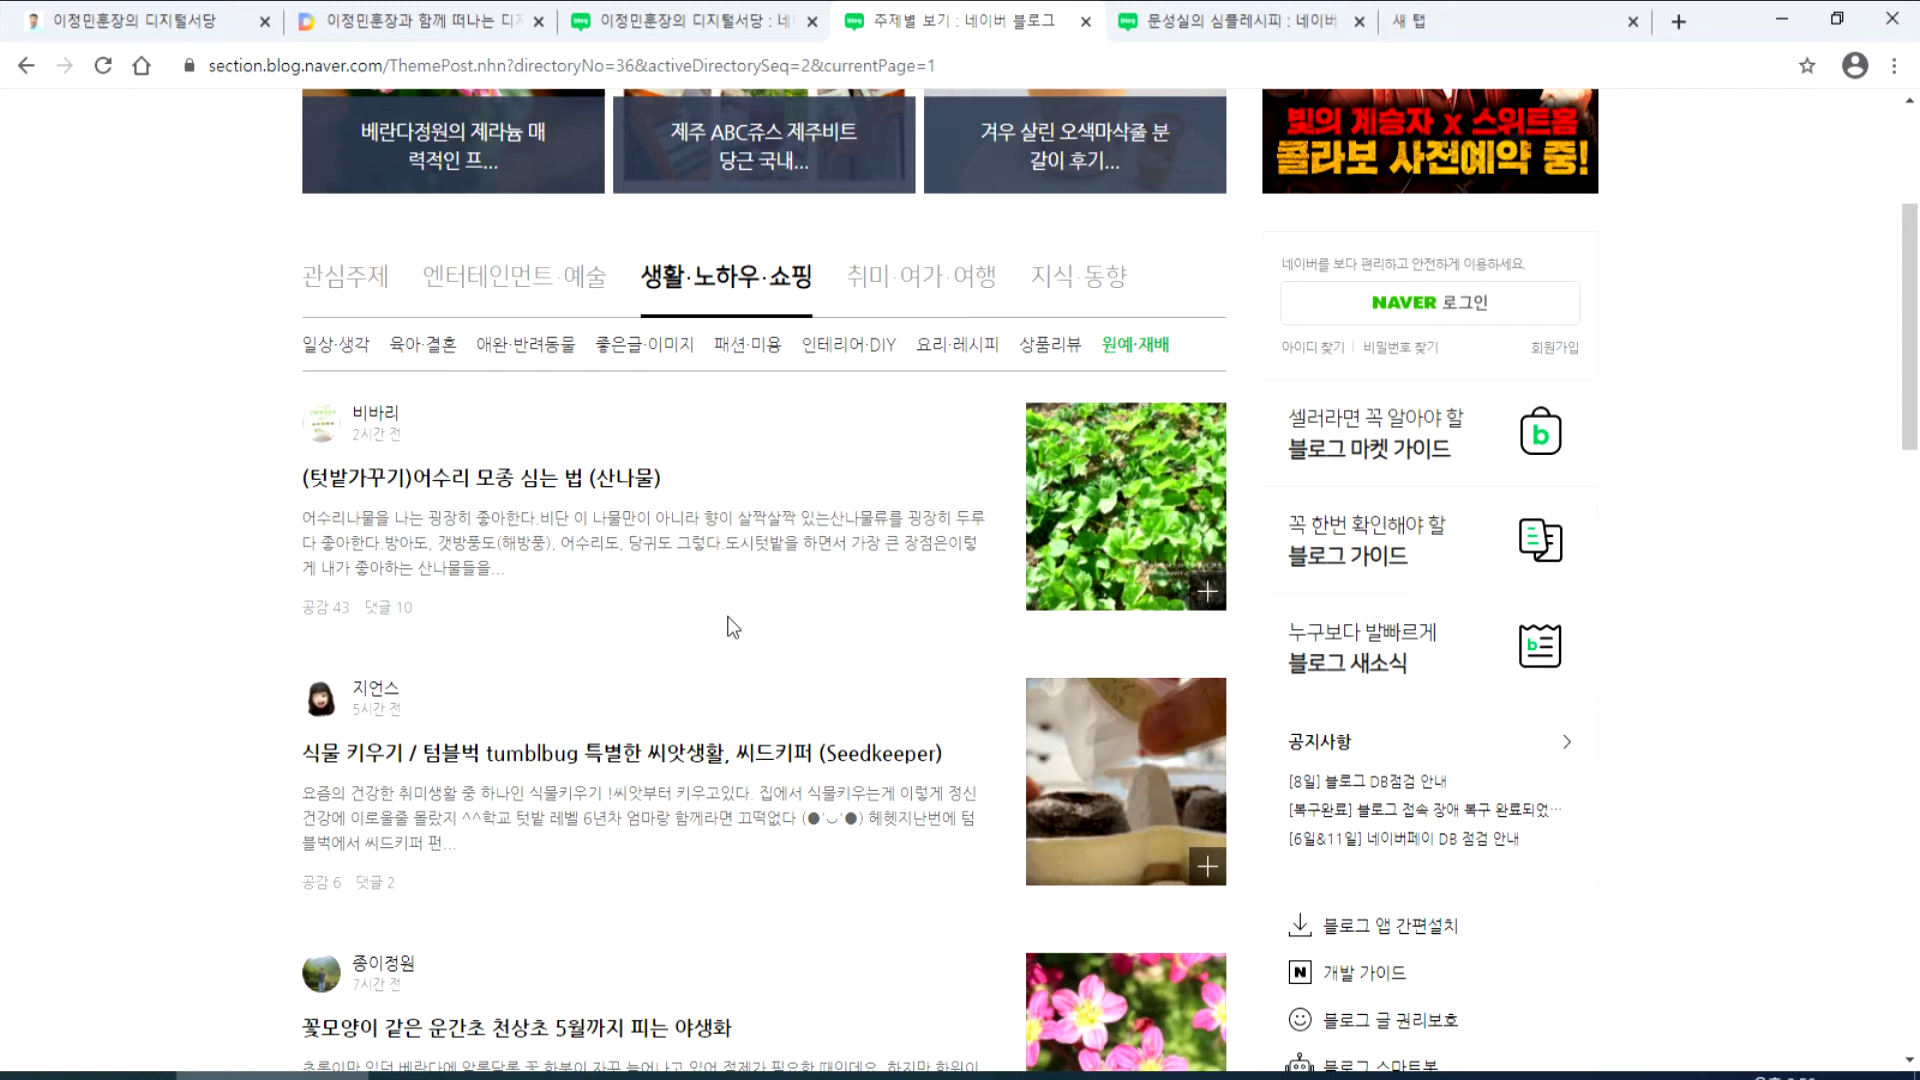 이정민훈장의 디지털서당
이정민훈장과 함께 떠나는 디지
이정민훈장의 디지털서당 : 네
주제별 보기 : 네이버 블로그
문성실의 심플레시피 : 네이버
새 탭
section.blog.naver.com/ThemePost.nhn?directoryNo=36&activeDirectorySeq=2&currentPage=1
베란다정원의 제라늄 매
력적인 프...
제주 ABC쥬스 제주비트
당근 국내...
겨우 살린 오색마삭줄 분
갈이 후기...
빛의 계승자 x 스위트홈
콜라보 사전예약 중!
관심주제 엔터테인먼트·예술 생활·노하우·쇼핑 취미·여가·여행 지식·동향
일상·생각 육아·결혼 애완·반려동물 좋은글·이미지 패션·미용 인테리어·DIY 요리·레시피 상품리뷰 원예·재배
비바리
2시간 전
(텃밭가꾸기)어수리 모종 심는 법 (산나물)
어수리나물을 나는 굉장히 좋아한다.비단 이 나물만이 아니라 향이 살짝살짝 있는산나물류를 굉장히 두루
다 좋아한다.방아도, 갯방풍도(해방풍), 어수리도, 당귀도 그렇다.도시텃밭을 하면서 가장 큰 장점은이렇
게 내가 좋아하는 산나물들을...
공감 43 댓글 10
지언스
5시간 전
식물 키우기 / 텀블벅 tumblbug 특별한 씨앗생활, 씨드키퍼 (Seedkeeper)
요즘의 건강한 취미생활 중 하나인 식물키우기 !씨앗부터 키우고있다. 집에서 식물키우는게 이렇게 정신
건강에 이로울줄 몰랐지 ^^학교 텃밭 레벨 6년차 엄마랑 함께라면 끄떡없다 (●'◡'●) 헤헷지난번에 텀
블벅에서 씨드키퍼 펀...
공감 6 댓글 2
종이정원
7시간 전
꽃모양이 같은 운간초 천상초 5월까지 피는 야생화
네이버를 보다 편리하고 안전하게 이용하세요.
NAVER 로그인
아이디 찾기 비밀번호 찾기 회원가입
셀러라면 꼭 알아야 할
블로그 마켓 가이드
꼭 한번 확인해야 할
블로그 가이드
누구보다 발빠르게
블로그 새소식
공지사항
[8일] 블로그 DB점검 안내
[복구완료] 블로그 접속 장애 복구 완료되었…
[6일&11일] 네이버페이 DB 점검 안내
블로그 앱 간편설치
개발 가이드
블로그 글 권리보호
블로그 스마트봇